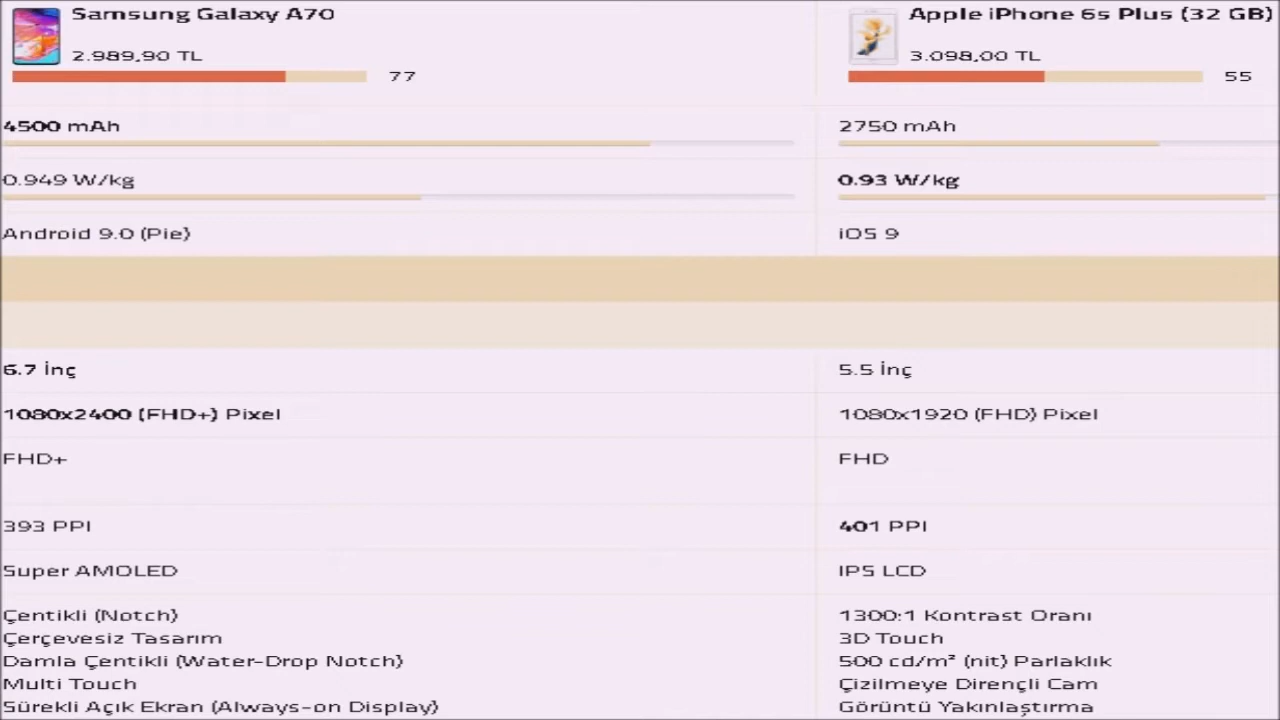 Samsung Galaxy A70
2.989,90 TL
77
Apple iPhone 6s Plus (32 GB)
3.098,00 TL
55
4500 mAh
2750 mAh
0.949 W/kg
0.93 W/kg
Android 9.0 (Pie)
iOS 9
6.7 İnç
5.5 İnç
1080x2400 (FHD+) Pixel
1080x1920 (FHD) Pixel
FHD+
FHD
393 PPI
401 PPI
Super AMOLED
IPS LCD
Çentikli (Notch)
Çerçevesiz Tasarım
Damla Çentikli (Water-Drop Notch)
Multi Touch
Sürekli Açık Ekran (Always-on Display)
1300:1 Kontrast Oranı
3D Touch
500 cd/m² (nit) Parlaklık
Çizilmeye Dirençli Cam
Görüntü Yakınlaştırma